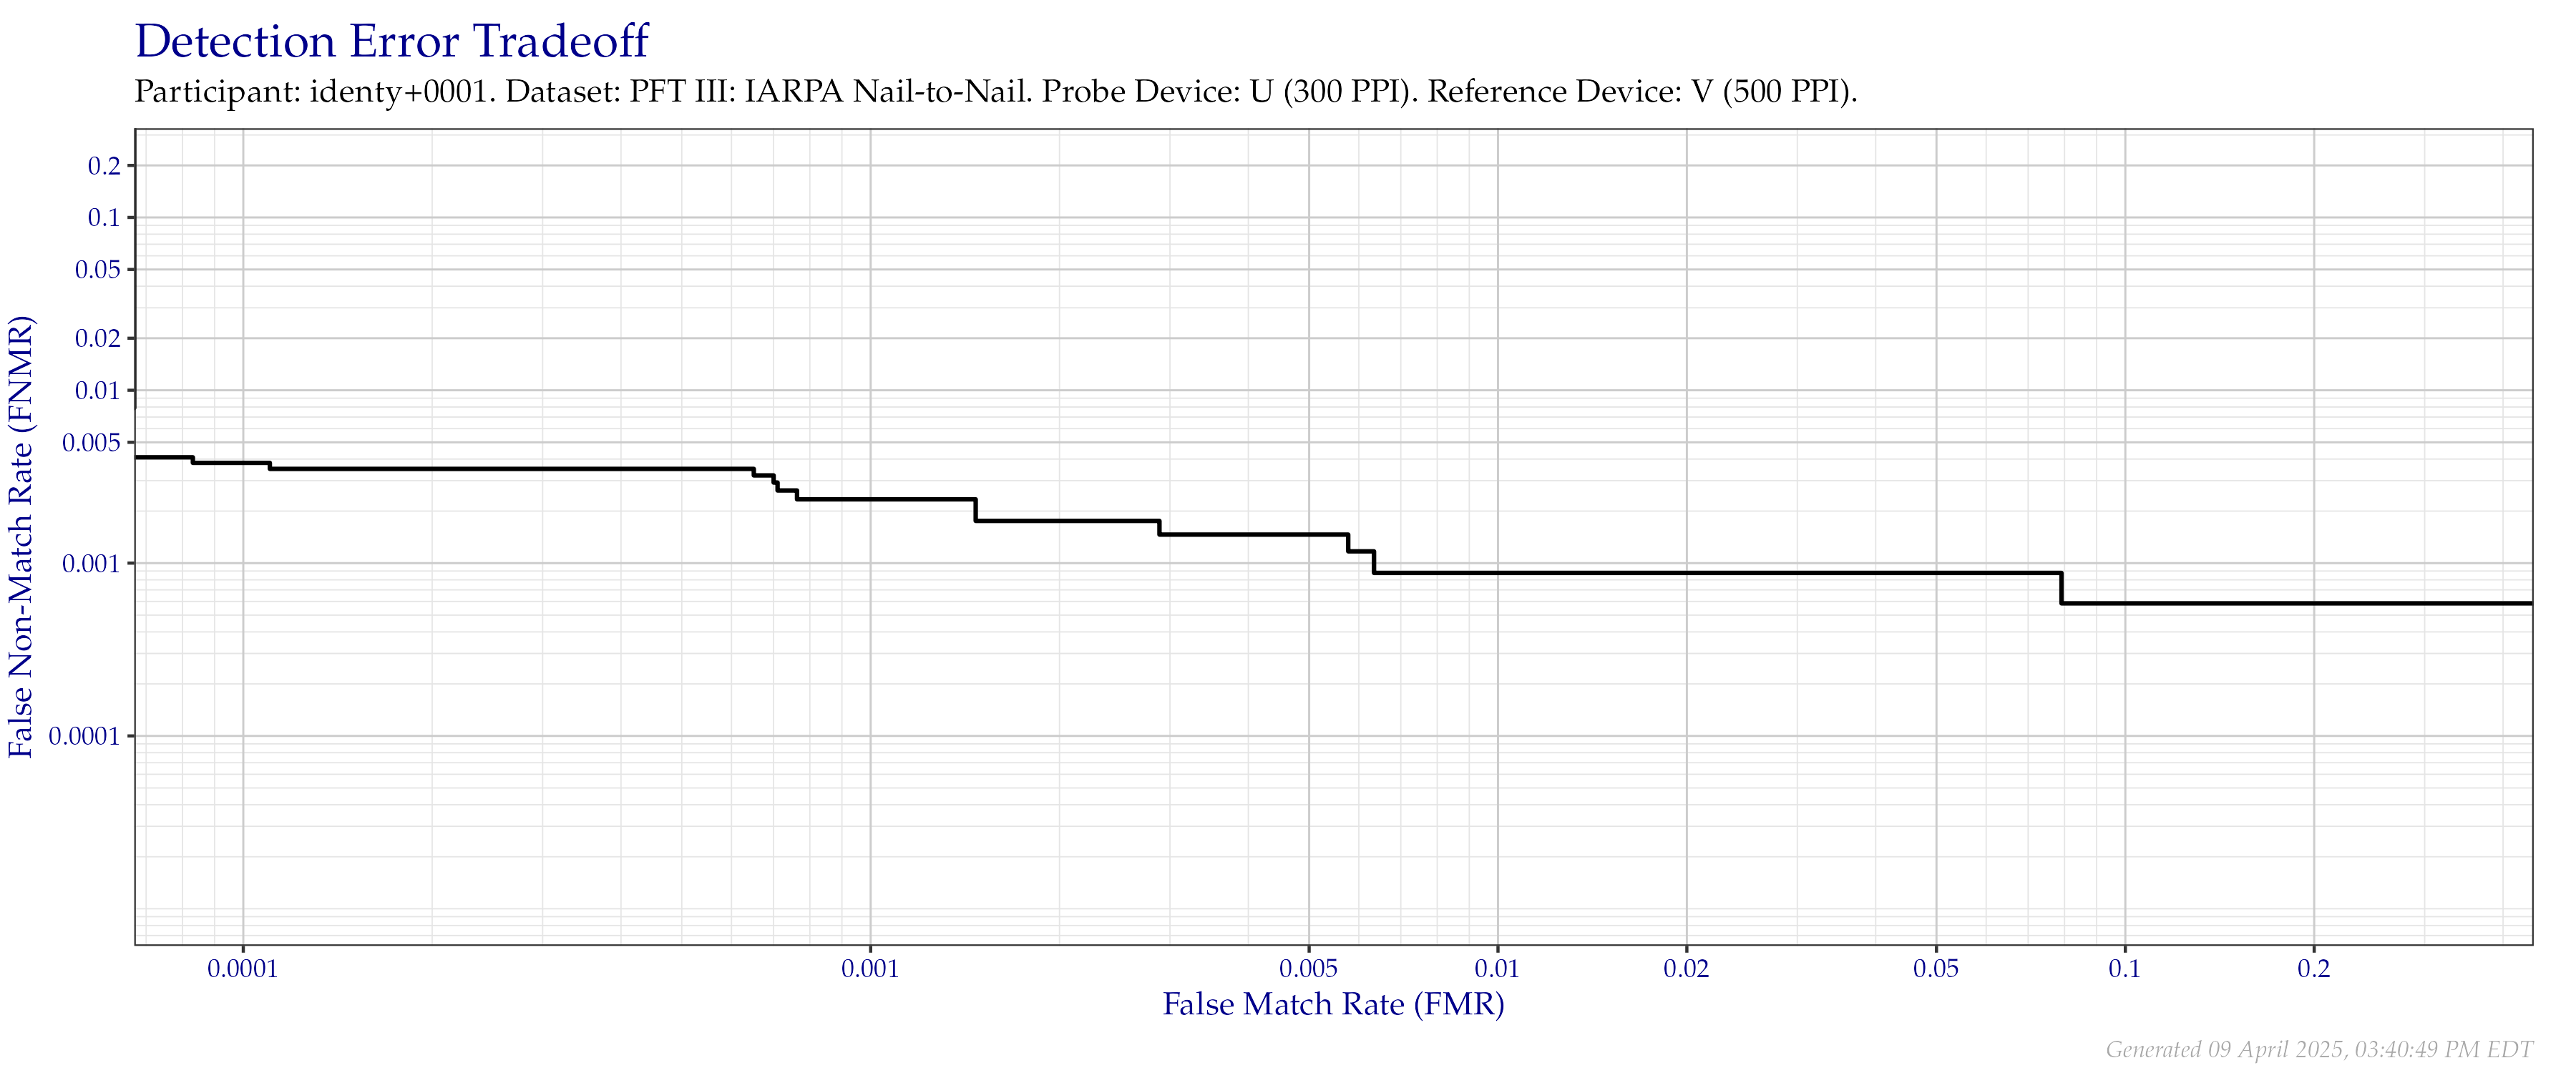 Detection Error Tradeoff
Participant: identy+0001. Dataset: PFT III: IARPA Nail-to-Nail. Probe Device: U (300 PPI). Reference Device: V (500 PPI).
False Non-Match Rate (FNMR)
0.2
0.1
0.05
0.02
0.01
0.005
0.001
0.0001
0.0001 0.001 0.005 0.01 0.02 0.05 0.1 0.2
False Match Rate (FMR)
Generated 09 April 2025, 03:40:49 PM EDT